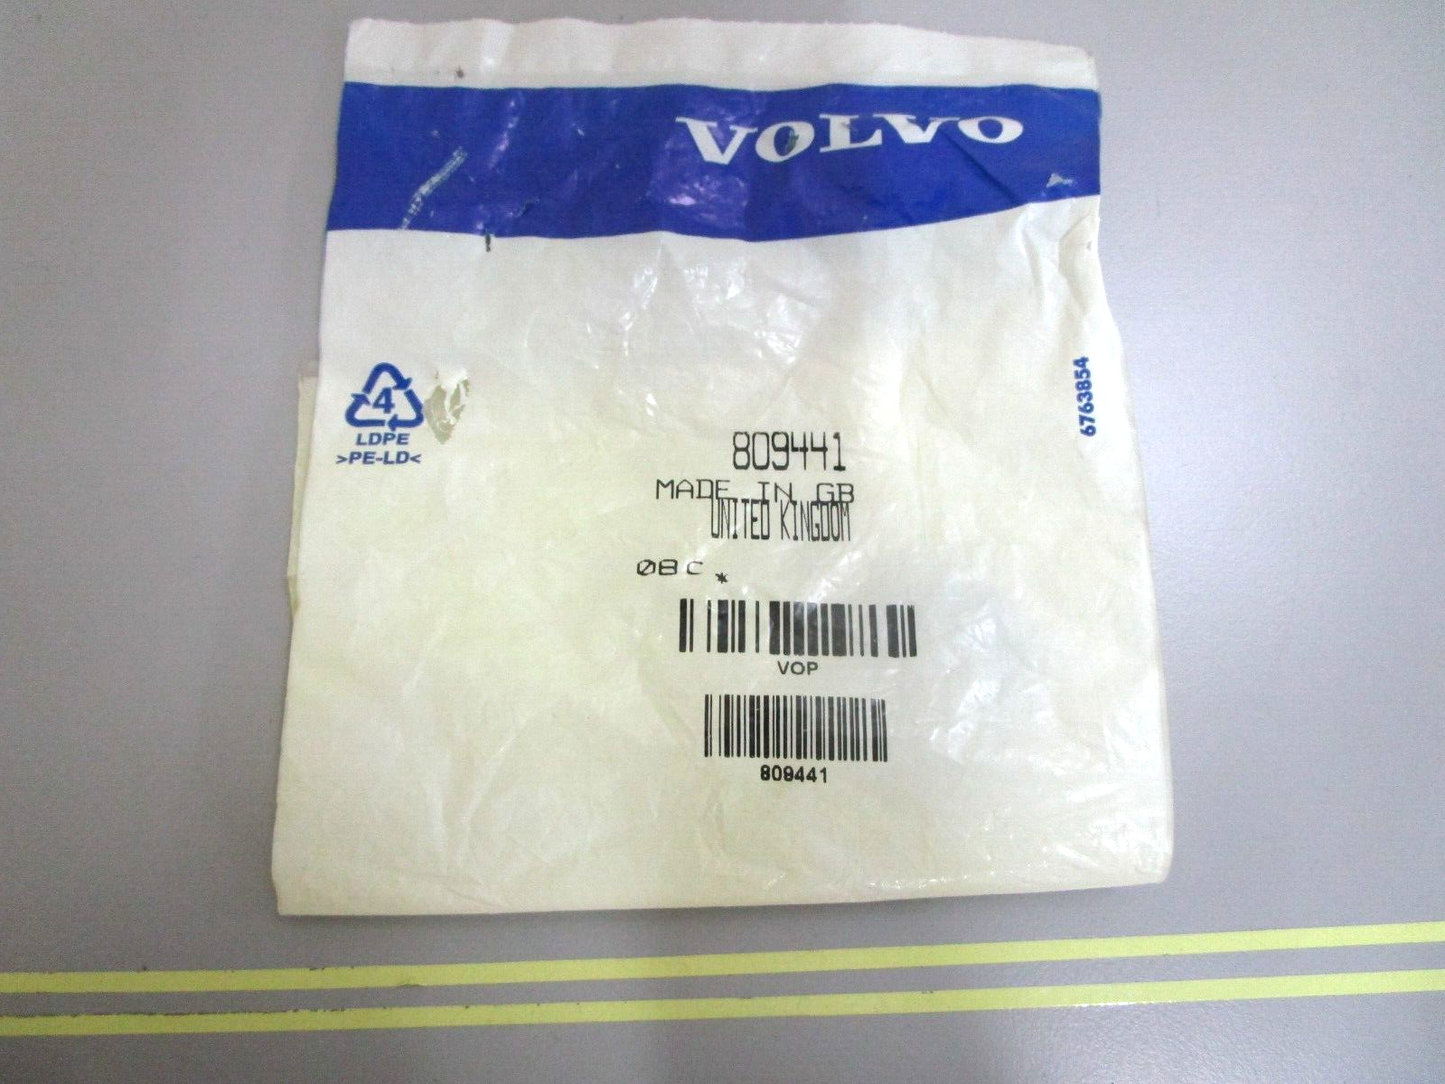 VOLVO
4
LDPE
>PE-LD<
6763854
809441
MADE IN GB
UNITED KINGDOM
08C *
VOP
809441